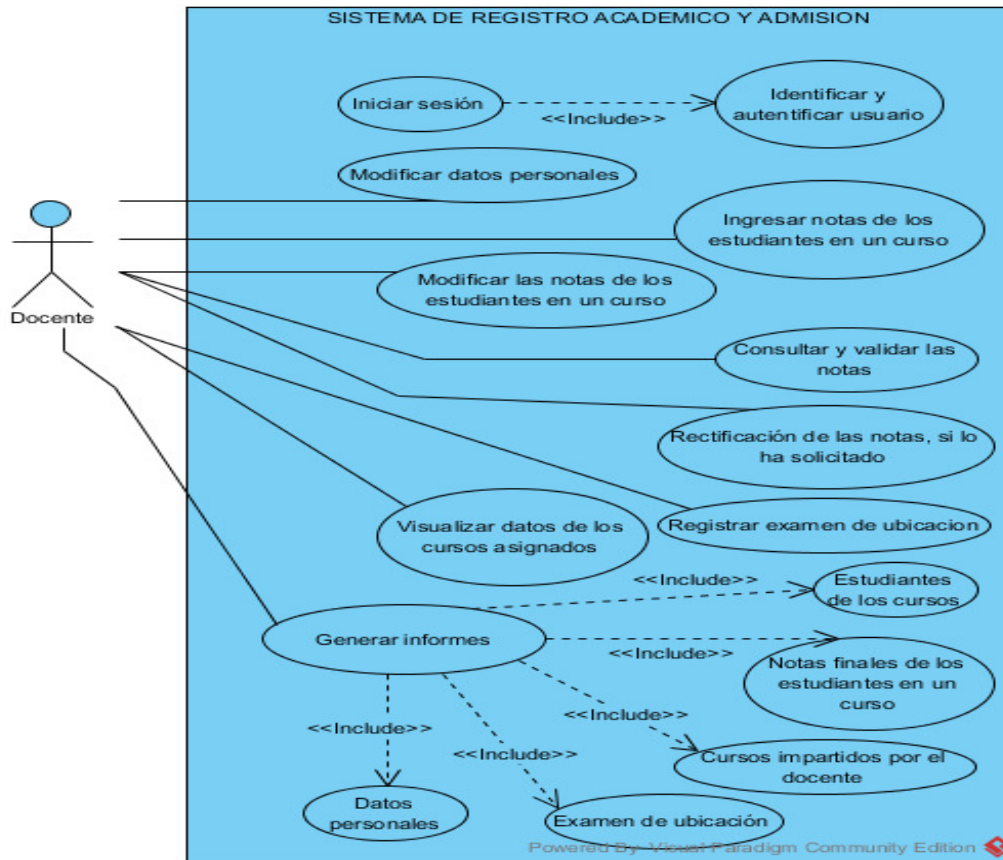 SISTEMA DE REGISTRO ACADEMICO Y ADMISION
Iniciar sesión
<<Include>>
Identificar y
autentificar usuario
Modificar datos personales
Ingresar notas de los
estudiantes en un curso
Modificar las notas de los
estudiantes en un curso
Docente
Consultar y validar las
notas
Rectificación de las notas, si lo
ha solicitado
Visualizar datos de los
cursos asignados
Registrar examen de ubicacion
<<Include>>
Estudiantes
de los cursos
Generar informes
<<Include>>
Notas finales de los
estudiantes en un
curso
<<Include>>
<<Include>>
<<Include>>
Cursos impartidos por el
docente
Datos
personales
Examen de ubicación
Powered By Visual Paradigm Community Edition